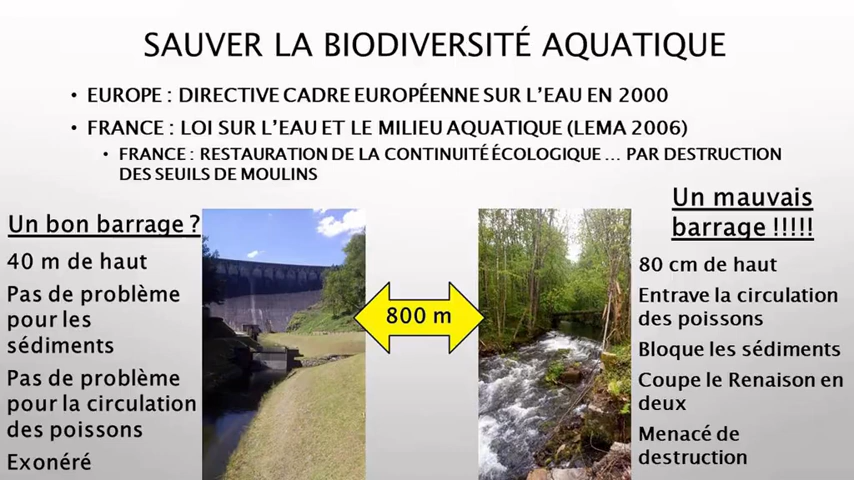 SAUVER LA BIODIVERSITÉ AQUATIQUE
• EUROPE : DIRECTIVE CADRE EUROPÉENNE SUR L'EAU EN 2000
• FRANCE : LOI SUR L'EAU ET LE MILIEU AQUATIQUE (LEMA 2006)
• FRANCE : RESTAURATION DE LA CONTINUITÉ ÉCOLOGIQUE … PAR DESTRUCTION
DES SEUILS DE MOULINS
Un bon barrage ?
40 m de haut
Pas de problème
pour les
sédiments
Pas de problème
pour la circulation
des poissons
Exonéré
800 m
Un mauvais
barrage !!!!!
80 cm de haut
Entrave la circulation
des poissons
Bloque les sédiments
Coupe le Renaison en
deux
Menacé de
destruction